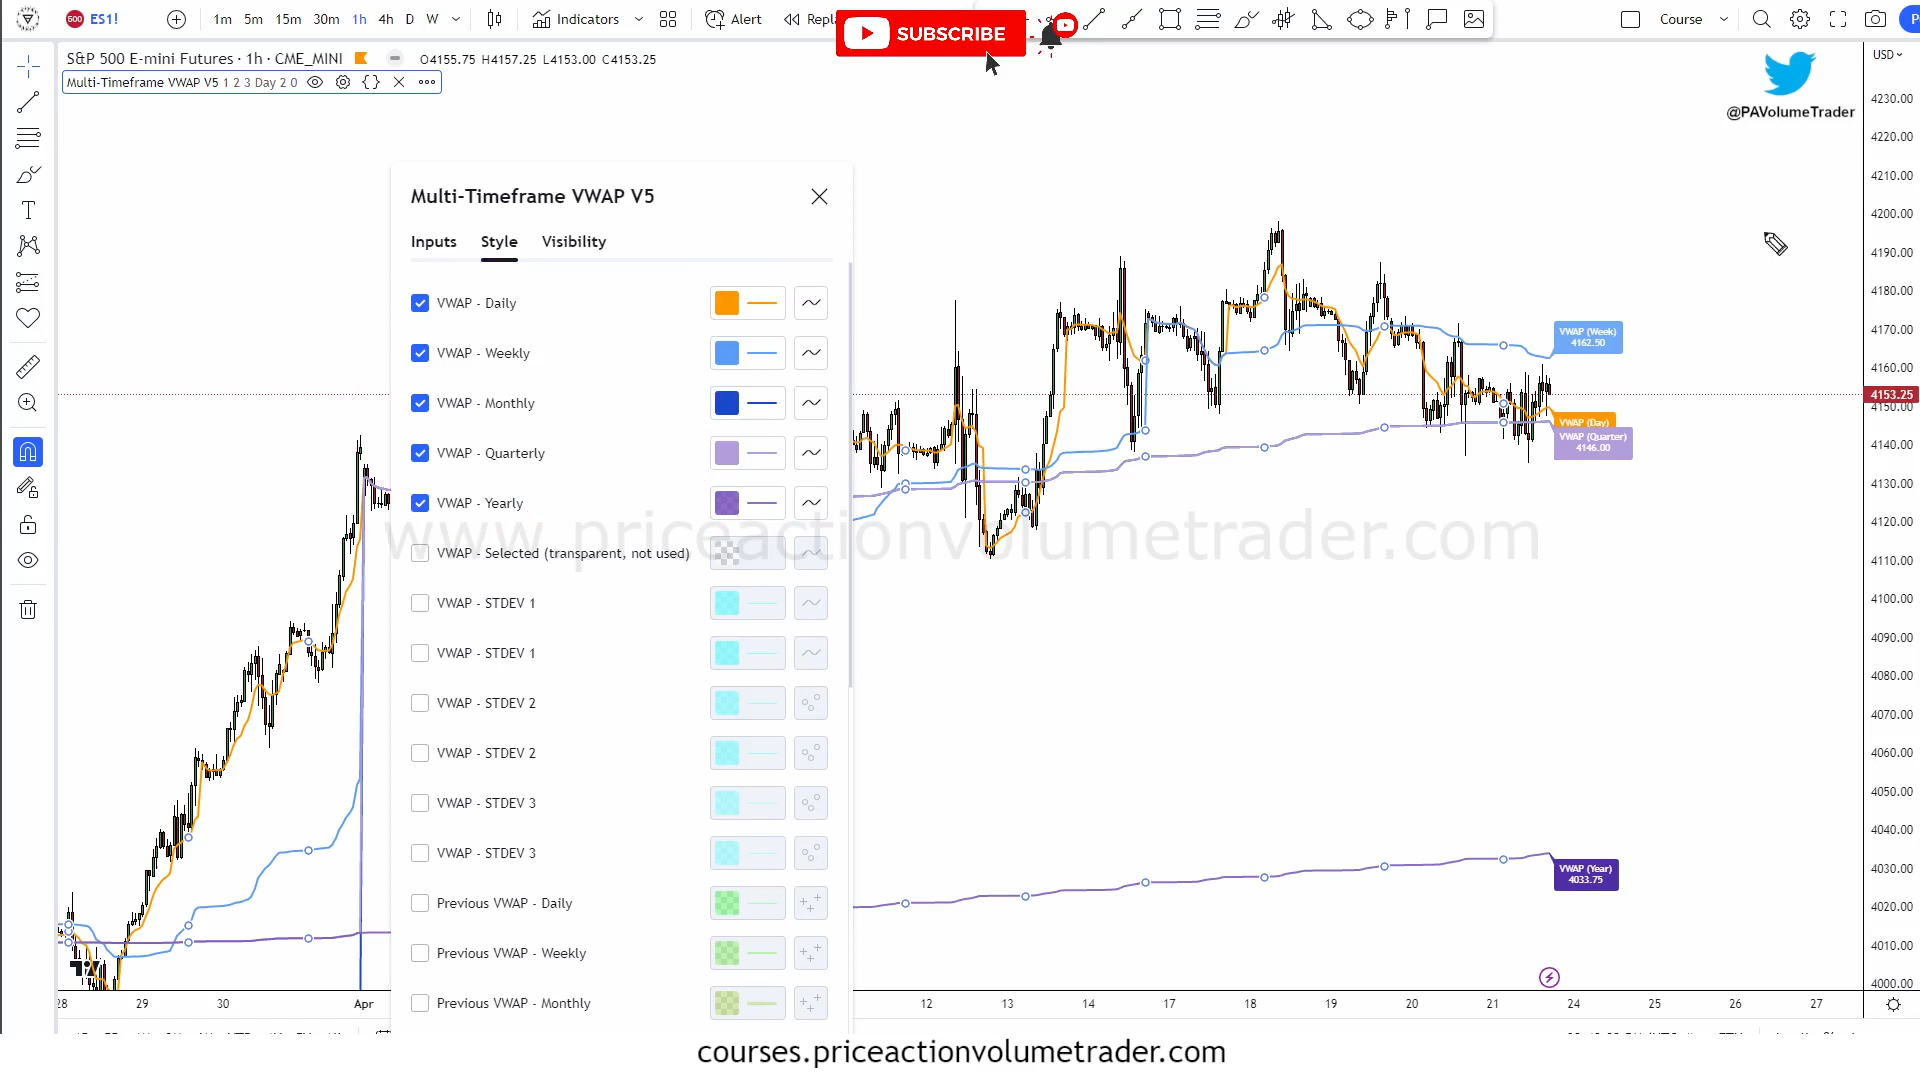 500 ES1!
1m 5m 15m 30m 1h 4h D W
Indicators
Alert
Repla
SUBSCRIBE
Course
S&P 500 E-mini Futures · 1h · CME_MINI
O4155.75 H4157.25 L4153.00 C4153.25
USD
Multi-Timeframe VWAP V5 1 2 3 Day 2 0
@PAVolumeTrader
Multi-Timeframe VWAP V5
Inputs Style Visibility
VWAP - Daily
VWAP - Weekly
VWAP - Monthly
VWAP - Quarterly
VWAP - Yearly
VWAP - Selected (transparent, not used)
VWAP - STDEV 1
VWAP - STDEV 1
VWAP - STDEV 2
VWAP - STDEV 2
VWAP - STDEV 3
VWAP - STDEV 3
Previous VWAP - Daily
Previous VWAP - Weekly
Previous VWAP - Monthly
www.priceactionvolumetrader.com
VWAP (Week)
4162.50
VWAP (Day)
VWAP (Quarter)
4146.00
VWAP (Year)
4033.75
4230.00
4220.00
4210.00
4200.00
4190.00
4180.00
4170.00
4160.00
4153.25
4150.00
4140.00
4130.00
4120.00
4110.00
4100.00
4090.00
4080.00
4070.00
4060.00
4050.00
4040.00
4030.00
4020.00
4010.00
4000.00
28 29 30 Apr 12 13 14 17 18 19 20 21 24 25 26 27
courses.priceactionvolumetrader.com